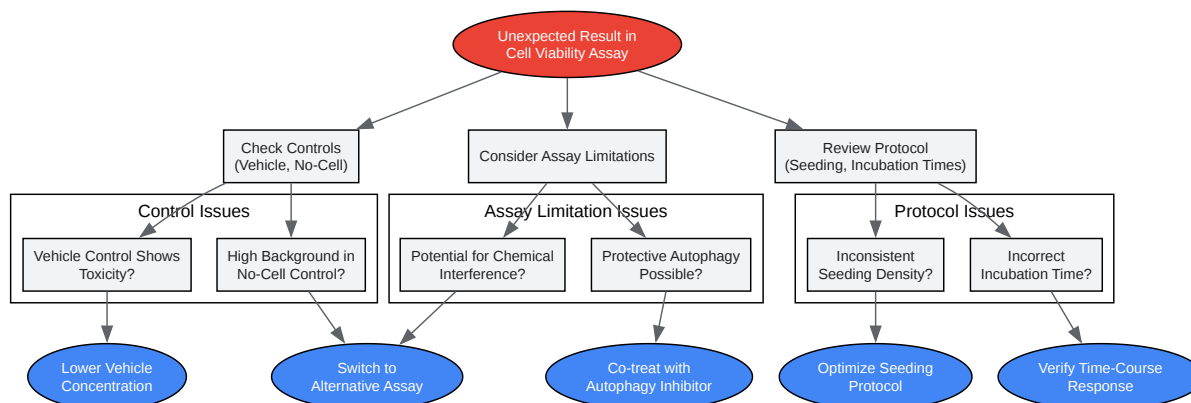 Unexpected Result in
Cell Viability Assay
Check Controls
(Vehicle, No-Cell)
Consider Assay Limitations
Review Protocol
(Seeding, Incubation Times)
Control Issues
Assay Limitation Issues
Protocol Issues
Vehicle Control Shows
Toxicity?
High Background in
No-Cell Control?
Potential for Chemical
Interference?
Protective Autophagy
Possible?
Inconsistent
Seeding Density?
Incorrect
Incubation Time?
Lower Vehicle
Concentration
Switch to
Alternative Assay
Co-treat with
Autophagy Inhibitor
Optimize Seeding
Protocol
Verify Time-Course
Response